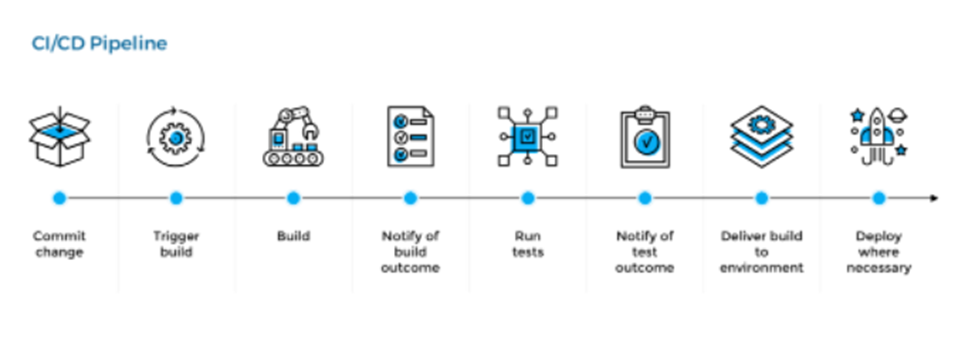 CI/CD Pipeline
Commit
change
Trigger
build
Build
Notify of
build
outcome
Run
tests
Notify of
test
outcome
Deliver build
to
environment
Deploy
where
necessary